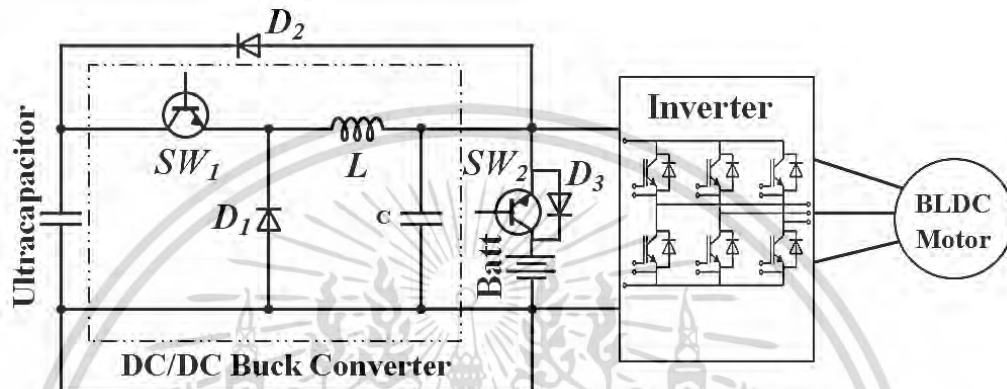 D2
Inverter
Ultracapacitor
SW1
L
SW2
D3
D1
C
Batt
BLDC
Motor
DC/DC Buck Converter